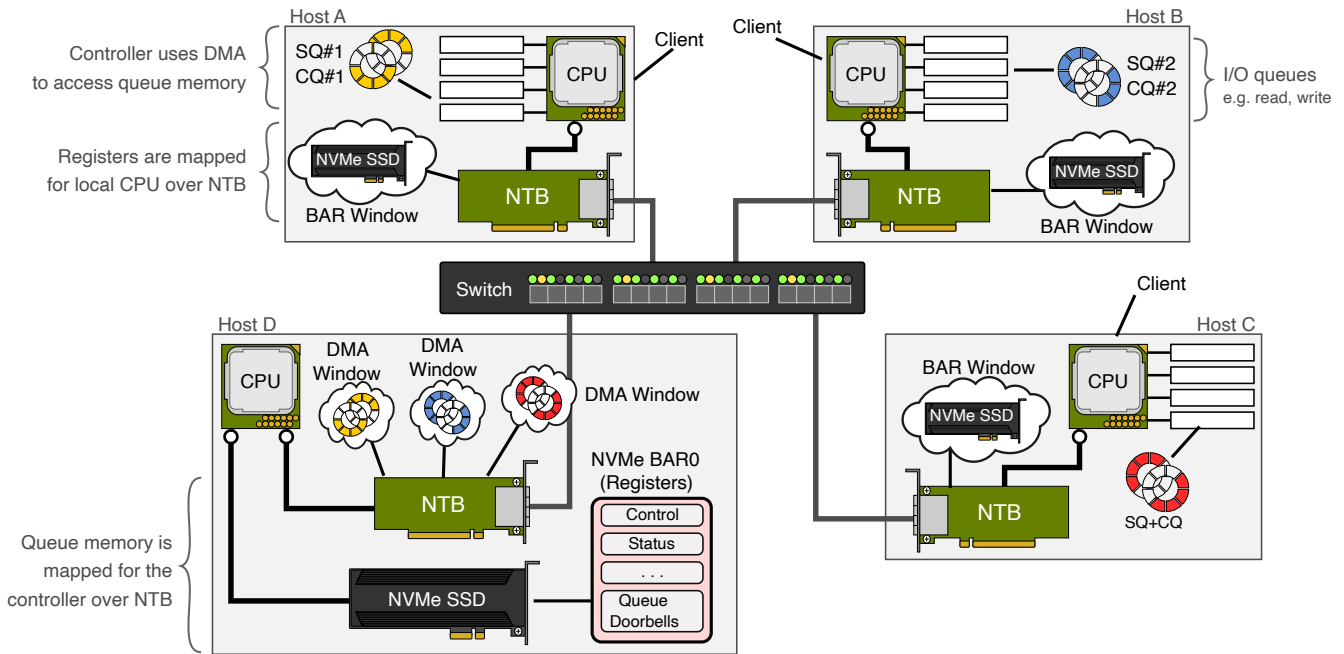 Host A
Controller uses DMA
to access queue memory
SQ#1
CQ#1
CPU
Client
Registers are mapped
for local CPU over NTB
NVMe SSD
BAR Window
NTB
Host B
Client
CPU
SQ#2
CQ#2
I/O queues
e.g. read, write
NTB
NVMe SSD
BAR Window
Switch
Host D
CPU
DMA
Window
DMA
Window
DMA Window
NTB
NVMe BAR0
(Registers)
Control
Status
. . .
Queue
Doorbells
NVMe SSD
Queue memory is
mapped for the
controller over NTB
Client
Host C
BAR Window
NVMe SSD
CPU
NTB
SQ+CQ